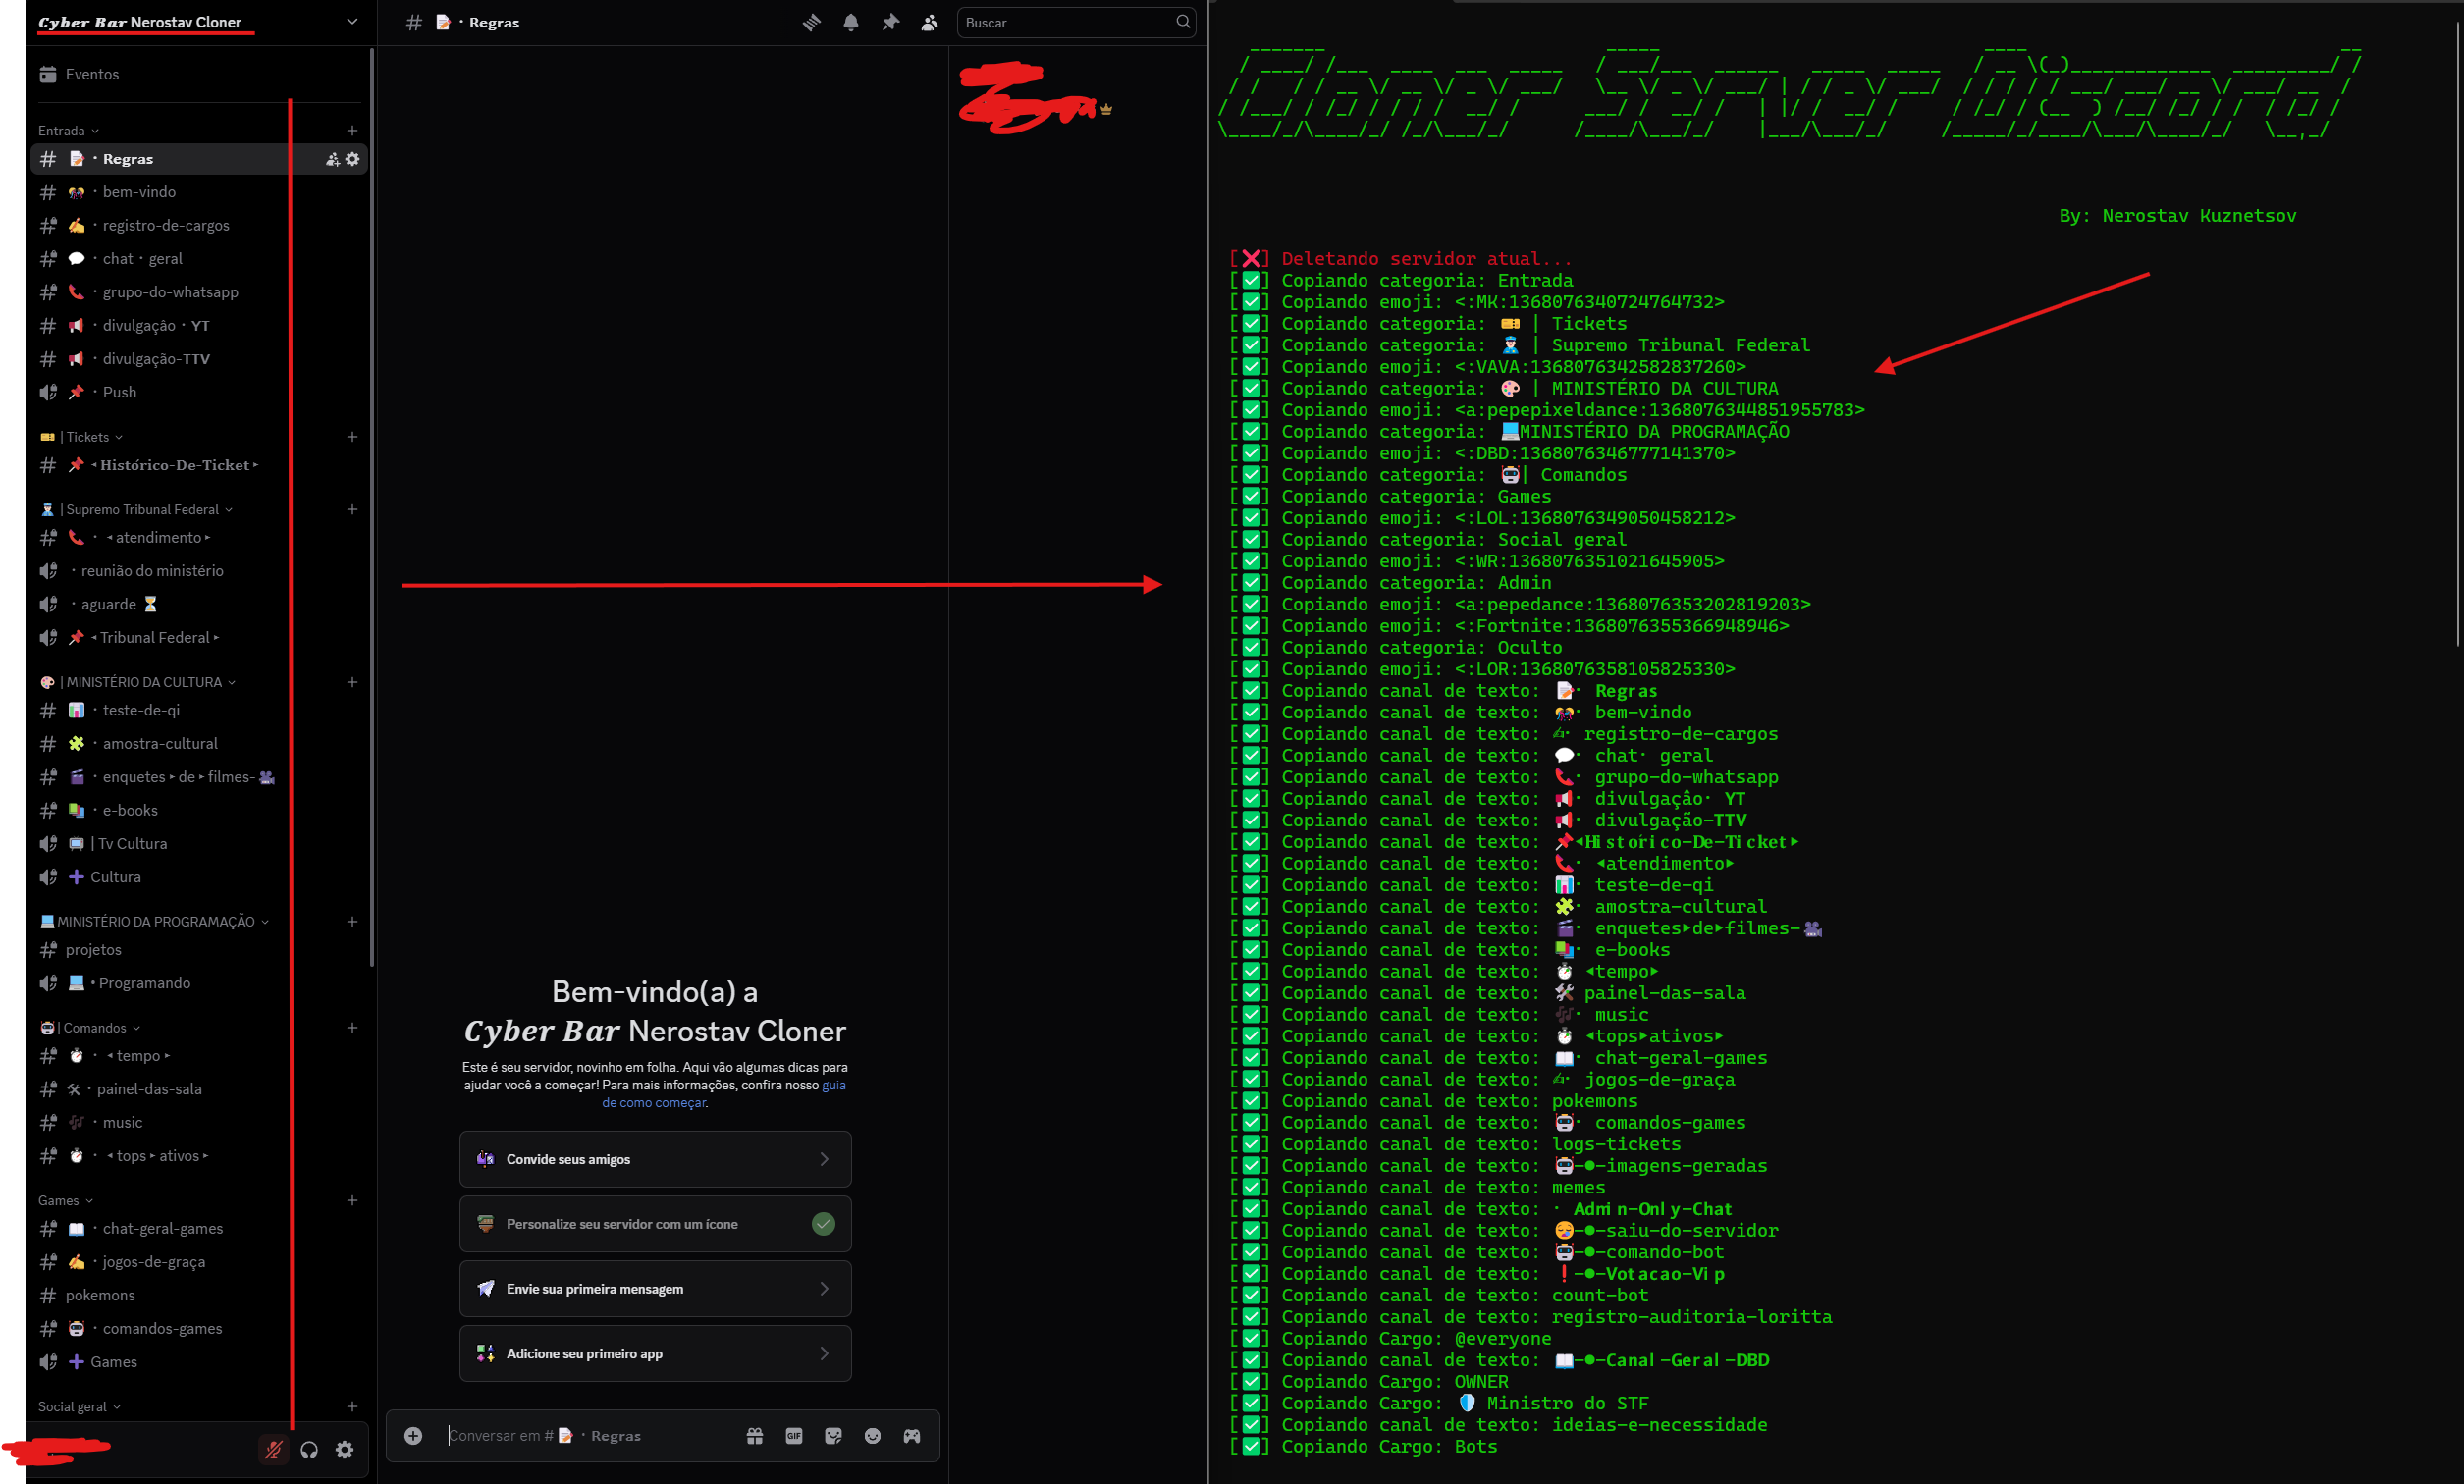 𝑪𝒚𝒃𝒆𝒓 𝑩𝒂𝒓 Nerostav Cloner
Eventos
Entrada
📝・𝐑𝐞𝐠𝐫𝐚𝐬
🎊・bem-vindo
✍・registro-de-cargos
💬・chat・geral
📞・grupo-do-whatsapp
📢・divulgaçâo・𝗬𝗧
📢・divulgação-𝗧𝗧𝗩
📌・Push
🎫 | Tickets
📌◂𝐇𝐢𝐬𝐭ó𝐫𝐢𝐜𝐨-𝐃𝐞-𝐓𝐢𝐜𝐤𝐞𝐭▸
👮 | Supremo Tribunal Federal
📞・◂atendimento▸
・reunião do ministério
・aguarde ⏳
📌◂Tribunal Federal▸
🎨 | MINISTÉRIO DA CULTURA
📊・teste-de-qi
🧩・amostra-cultural
🎬・enquetes▸de▸filmes-🎥
📚・e-books
📺 | Tv Cultura
➕ Cultura
💻MINISTÉRIO DA PROGRAMAÇÃO
projetos
💻•Programando
🤖| Comandos
⏱・◂tempo▸
🛠・painel-das-sala
🎶・music
⏱・◂tops▸ativos▸
Games
📖・chat-geral-games
✍・jogos-de-graça
pokemons
🤖・comandos-games
➕ Games
Social geral
📝・𝐑𝐞𝐠𝐫𝐚𝐬
Buscar
Bem-vindo(a) a
𝑪𝒚𝒃𝒆𝒓 𝑩𝒂𝒓 Nerostav Cloner
Este é seu servidor, novinho em folha. Aqui vão algumas dicas para
ajudar você a começar! Para mais informações, confira nosso guia
de como começar.
Convide seus amigos
Personalize seu servidor com um ícone
Envie sua primeira mensagem
Adicione seu primeiro app
Conversar em # 📝・𝐑𝐞𝐠𝐫𝐚𝐬
GIF
Cloner Server Discord
By: Nerostav Kuznetsov
[❌] Deletando servidor atual...
[✅] Copiando categoria: Entrada
[✅] Copiando emoji: <:MK:1368076340724764732>
[✅] Copiando categoria: 🎫 | Tickets
[✅] Copiando categoria: 👮 | Supremo Tribunal Federal
[✅] Copiando emoji: <:VAVA:1368076342582837260>
[✅] Copiando categoria: 🎨 | MINISTÉRIO DA CULTURA
[✅] Copiando emoji: <a:pepepixeldance:1368076344851955783>
[✅] Copiando categoria: 💻MINISTÉRIO DA PROGRAMAÇÃO
[✅] Copiando emoji: <:DBD:1368076346777141370>
[✅] Copiando categoria: 🤖| Comandos
[✅] Copiando categoria: Games
[✅] Copiando emoji: <:LOL:1368076349050458212>
[✅] Copiando categoria: Social geral
[✅] Copiando emoji: <:WR:1368076351021645905>
[✅] Copiando categoria: Admin
[✅] Copiando emoji: <a:pepedance:1368076353202819203>
[✅] Copiando emoji: <:Fortnite:1368076355366948946>
[✅] Copiando categoria: Oculto
[✅] Copiando emoji: <:LOR:1368076358105825330>
[✅] Copiando canal de texto: 📝・𝐑𝐞𝐠𝐫𝐚𝐬
[✅] Copiando canal de texto: 🎊・bem-vindo
[✅] Copiando canal de texto: ✍・registro-de-cargos
[✅] Copiando canal de texto: 💬・chat・geral
[✅] Copiando canal de texto: 📞・grupo-do-whatsapp
[✅] Copiando canal de texto: 📢・divulgaçâo・𝗬𝗧
[✅] Copiando canal de texto: 📢・divulgação-𝗧𝗧𝗩
[✅] Copiando canal de texto: 📌◂𝐇𝐢𝐬𝐭ó𝐫𝐢𝐜𝐨-𝐃𝐞-𝐓𝐢𝐜𝐤𝐞𝐭▸
[✅] Copiando canal de texto: 📞・◂atendimento▸
[✅] Copiando canal de texto: 📊・teste-de-qi
[✅] Copiando canal de texto: 🧩・amostra-cultural
[✅] Copiando canal de texto: 🎬・enquetes▸de▸filmes-🎥
[✅] Copiando canal de texto: 📚・e-books
[✅] Copiando canal de texto: ⏱・◂tempo▸
[✅] Copiando canal de texto: 🛠・painel-das-sala
[✅] Copiando canal de texto: 🎶・music
[✅] Copiando canal de texto: ⏱・◂tops▸ativos▸
[✅] Copiando canal de texto: 📖・chat-geral-games
[✅] Copiando canal de texto: ✍・jogos-de-graça
[✅] Copiando canal de texto: pokemons
[✅] Copiando canal de texto: 🤖・comandos-games
[✅] Copiando canal de texto: logs-tickets
[✅] Copiando canal de texto: 🤖-●-imagens-geradas
[✅] Copiando canal de texto: memes
[✅] Copiando canal de texto: ・𝐀𝐝𝐦𝐢𝐧-𝐎𝐧𝐥𝐲-𝐂𝐡𝐚𝐭
[✅] Copiando canal de texto: 😪-●-saiu-do-servidor
[✅] Copiando canal de texto: 🤖-●-comando-bot
[✅] Copiando canal de texto: ❗-●-𝐕𝐨𝐭𝐚𝐜𝐚𝐨-𝐕𝐢𝐩
[✅] Copiando canal de texto: count-bot
[✅] Copiando canal de texto: registro-auditoria-loritta
[✅] Copiando Cargo: @everyone
[✅] Copiando canal de texto: 📖-●-𝐂𝐚𝐧𝐚𝐥-𝐆𝐞𝐫𝐚𝐥-𝐃𝐁𝐃
[✅] Copiando Cargo: OWNER
[✅] Copiando Cargo: 🛡 Ministro do STF
[✅] Copiando canal de texto: ideias-e-necessidade
[✅] Copiando Cargo: Bots